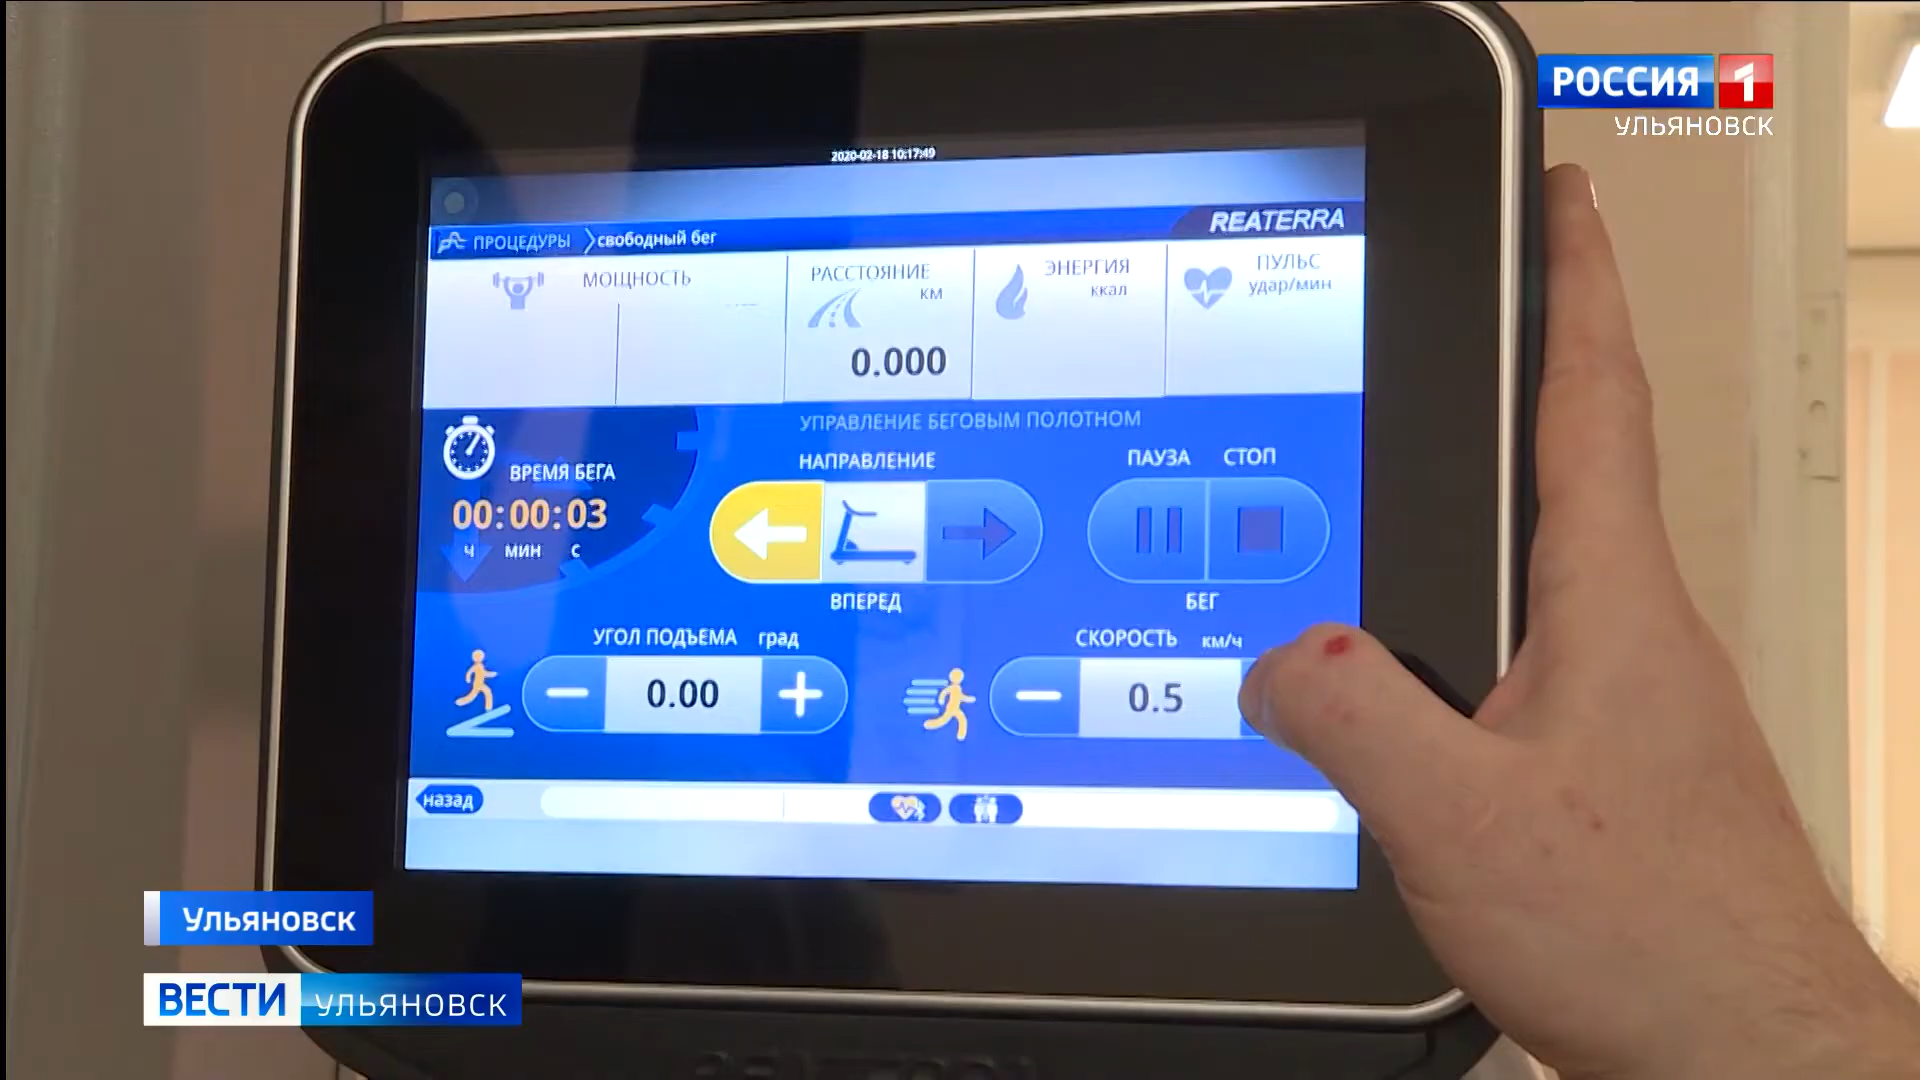 РОССИЯ 1
УЛЬЯНОВСК
2020-02-18 10:17:49
REATERRA
ПРОЦЕДУРЫ свободный бег
МОЩНОСТЬ
РАССТОЯНИЕ
км
0.000
ЭНЕРГИЯ
ккал
ПУЛЬС
удар/мин
УПРАВЛЕНИЕ БЕГОВЫМ ПОЛОТНОМ
ВРЕМЯ БЕГА
00:00:03
ч мин с
НАПРАВЛЕНИЕ
ВПЕРЕД
ПАУЗА СТОП
БЕГ
УГОЛ ПОДЪЕМА град
0.00
СКОРОСТЬ км/ч
0.5
назад
Ульяновск
ВЕСТИ УЛЬЯНОВСК